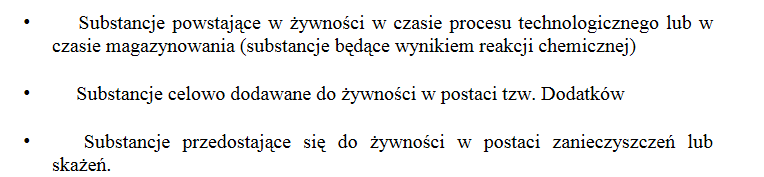 • Substancje powstające w żywności w czasie procesu technologicznego lub w
czasie magazynowania (substancje będące wynikiem reakcji chemicznej)
• Substancje celowo dodawane do żywności w postaci tzw. Dodatków
• Substancje przedostające się do żywności w postaci zanieczyszczeń lub
skażeń.